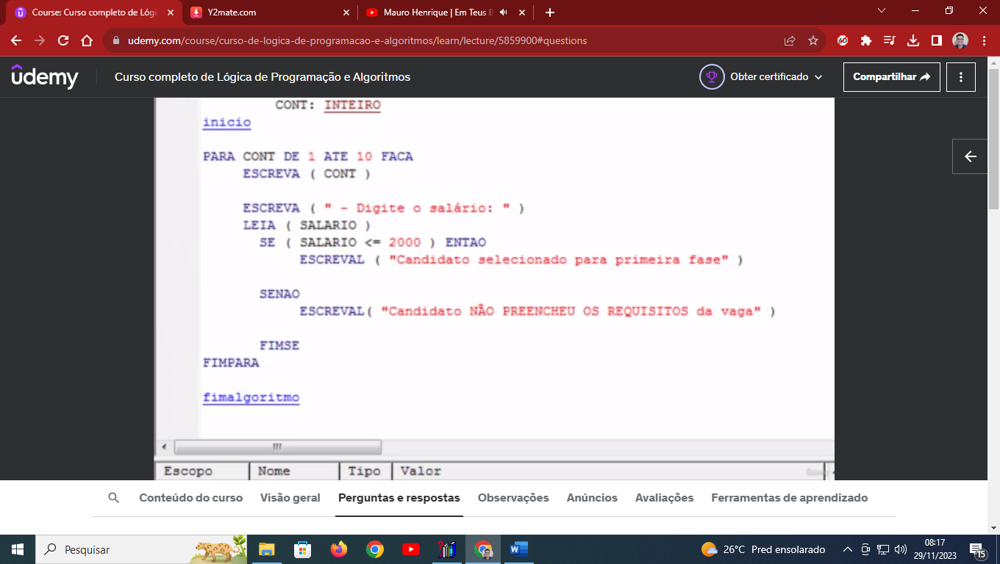 Course: Curso completo de Lógi
Y2mate.com
Mauro Henrique | Em Teus B
udemy.com/course/curso-de-logica-de-programacao-e-algoritmos/learn/lecture/5859900#questions
ûdemy
Curso completo de Lógica de Programação e Algoritmos
Obter certificado
Compartilhar
CONT: INTEIRO
inicio
PARA CONT DE 1 ATE 10 FACA
ESCREVA ( CONT )
ESCREVA ( " - Digite o salário: " )
LEIA ( SALARIO )
SE ( SALARIO <= 2000 ) ENTAO
ESCREVAL ( "Candidato selecionado para primeira fase" )
SENAO
ESCREVAL( "Candidato NÃO PREENCHEU OS REQUISITOS da vaga" )
FIMSE
FIMPARA
fimalgoritmo
Escopo Nome Tipo Valor
Conteúdo do curso Visão geral Perguntas e respostas Observações Anúncios Avaliações Ferramentas de aprendizado
Pesquisar
26°C Pred ensolarado
08:17
29/11/2023
15